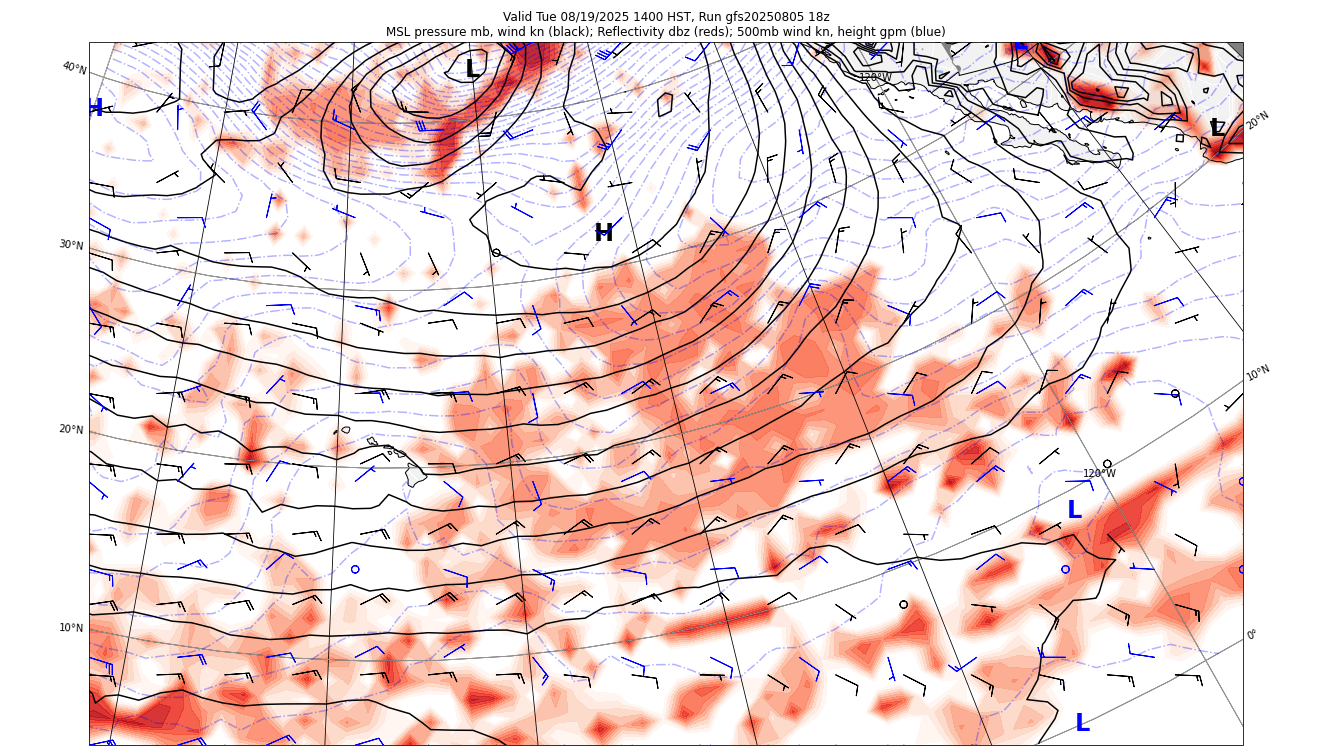 Valid Tue 08/19/2025 1400 HST, Run gfs20250805 18z
MSL pressure mb, wind kn (black); Reflectivity dbz (reds); 500mb wind kn, height gpm (blue)
L
L
40°N
120°W
H
L
20°N
H
30°N
10°N
20°N
120°W
L
10°N
0°
L